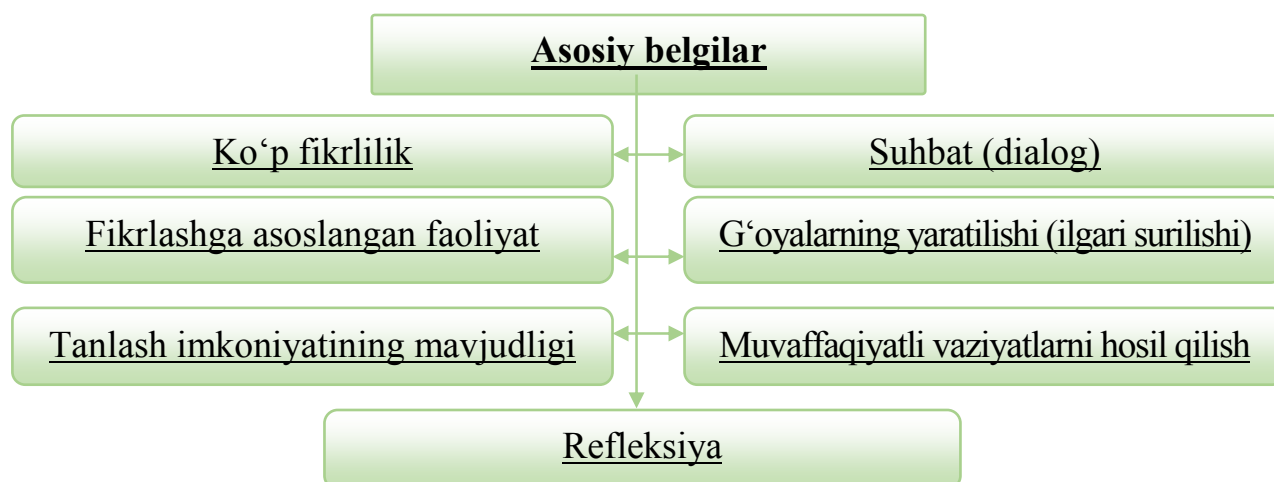 Asosiy belgilar
Ko‘p fikrlilik
Suhbat (dialog)
Fikrlashga asoslangan faoliyat
G‘oyalarning yaratilishi (ilgari surilishi)
Tanlash imkoniyatining mavjudligi
Muvaffaqiyatli vaziyatlarni hosil qilish
Refleksiya